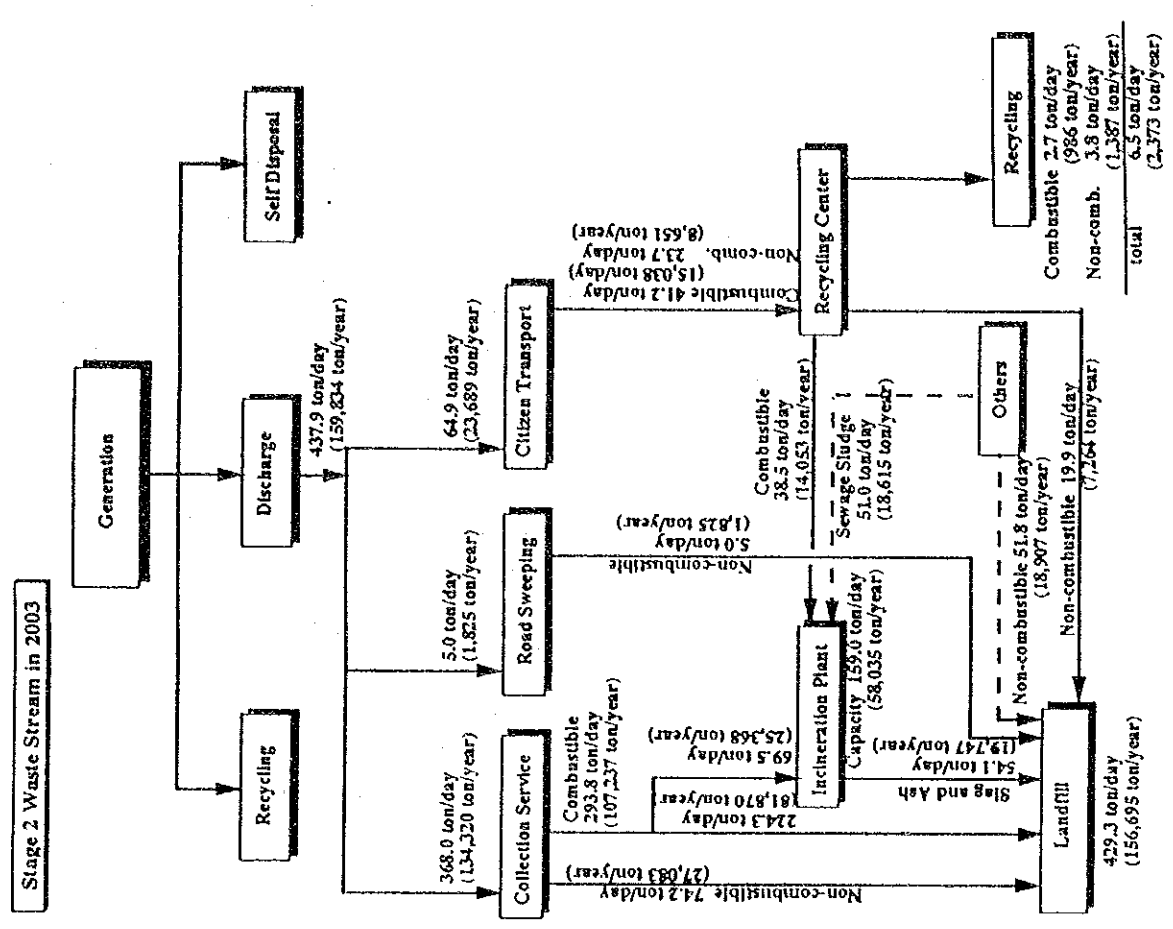 Stage 2 Waste Stream in 2003
Generation
Recycling
Discharge
Self Disposal
437.9 ton/day
(159,834 ton/year)
368.0 ton/day
(134,320 ton/year)
5.0 ton/day
(1,825 ton/year)
64.9 ton/day
(23,689 ton/year)
Collection Service
Road Sweeping
Citizen Transport
Combustible
293.8 ton/day
(107,237 ton/year)
Non-combustible 74.2 ton/day
(27,083 ton/year)
224.3 ton/day
(81,870 ton/year)
69.5 ton/day
(25,368 ton/year)
Non-combustible
5.0 ton/day
(1,825 ton/year)
Combustible 41.2 ton/day
(15,038 ton/year)
Non-comb. 23.7 ton/day
(8,651 ton/year)
Combustible
38.5 ton/day
(14,053 ton/year)
Sewage Sludge
51.0 ton/day
(18,615 ton/year)
Incineration Plant
Capacity 159.0 ton/day
(58,035 ton/year)
Recycling Center
Slag and Ash
54.1 ton/day
(19,747 ton/year)
Others
Non-combustible 51.8 ton/day
(18,907 ton/year)
Non-combustible 19.9 ton/day
(7,264 ton/year)
Landfill
429.3 ton/day
(156,695 ton/year)
Recycling
Combustible 2.7 ton/day
(986 ton/year)
Non-comb. 3.8 ton/day
(1,387 ton/year)
total 6.5 ton/day
(2,373 ton/year)